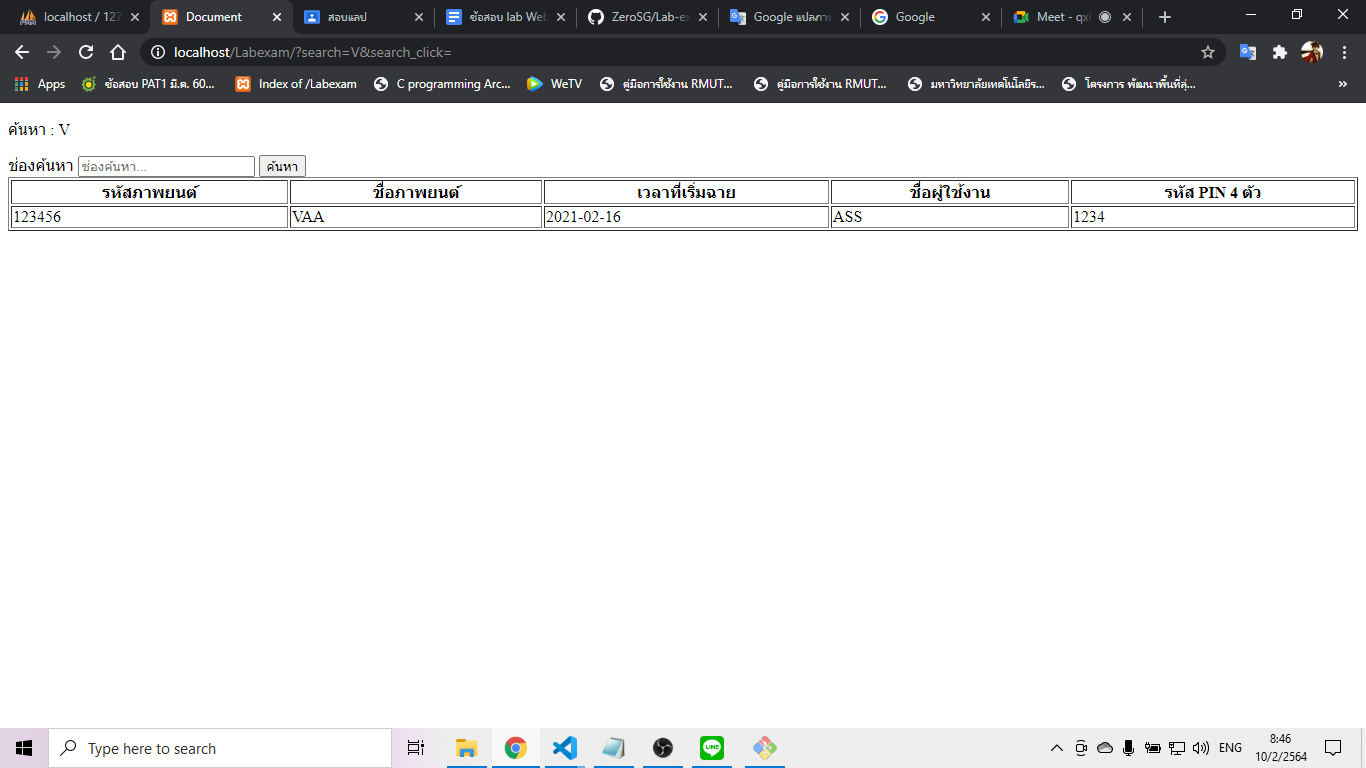 localhost / 127
Document
สอบแลป
ข้อสอบ lab Web
ZeroSG/Lab-ex
Google แปลภาษ
Google
Meet - qxf
localhost/Labexam/?search=V&search_click=
Apps
ข้อสอบ PAT1 มี.ค. 60...
Index of /Labexam
C programming Arc...
WeTV
คู่มือการใช้งาน RMUT...
คู่มือการใช้งาน RMUT...
มหาวิทยาลัยเทคโนโลยีร...
โครงการ พัฒนาพื้นที่ลุ่...
»
ค้นหา : V
ช่องค้นหา ช่องค้นหา... ค้นหา
รหัสภาพยนต์ ชื่อภาพยนต์ เวลาที่เริ่มฉาย ชื่อผู้ใช้งาน รหัส PIN 4 ตัว
123456 VAA 2021-02-16 ASS 1234
Type here to search
LINE
ENG
8:46
10/2/2564